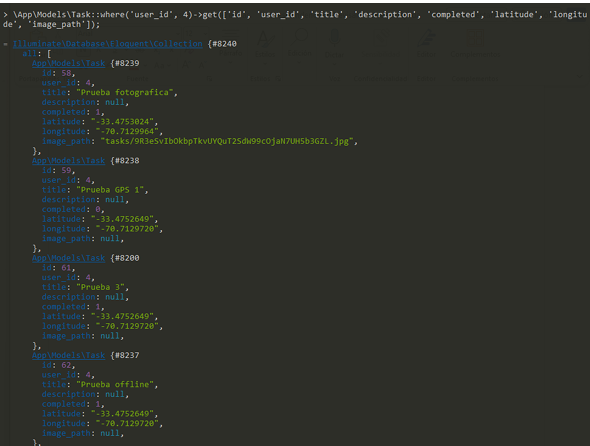 > \App\Models\Task::where('user_id', 4)->get(['id', 'user_id', 'title', 'description', 'completed', 'latitude', 'longitu
de', 'image_path']);
= Illuminate\Database\Eloquent\Collection {#8240
all: [
App\Models\Task {#8239
id: 58,
user_id: 4,
title: "Prueba fotografica",
description: null,
completed: 1,
latitude: "-33.4753024",
longitude: "-70.7129964",
image_path: "tasks/9R3e5vIbOkbpTkvUYQuT2SdW99cOjaN7UH5b3GZL.jpg",
},
App\Models\Task {#8238
id: 59,
user_id: 4,
title: "Prueba GPS 1",
description: null,
completed: 0,
latitude: "-33.4752649",
longitude: "-70.7129720",
image_path: null,
},
App\Models\Task {#8200
id: 61,
user_id: 4,
title: "Prueba 3",
description: null,
completed: 1,
latitude: "-33.4752649",
longitude: "-70.7129720",
image_path: null,
},
App\Models\Task {#8237
id: 62,
user_id: 4,
title: "Prueba offline",
description: null,
completed: 1,
latitude: "-33.4752649",
longitude: "-70.7129720",
image_path: null,
},